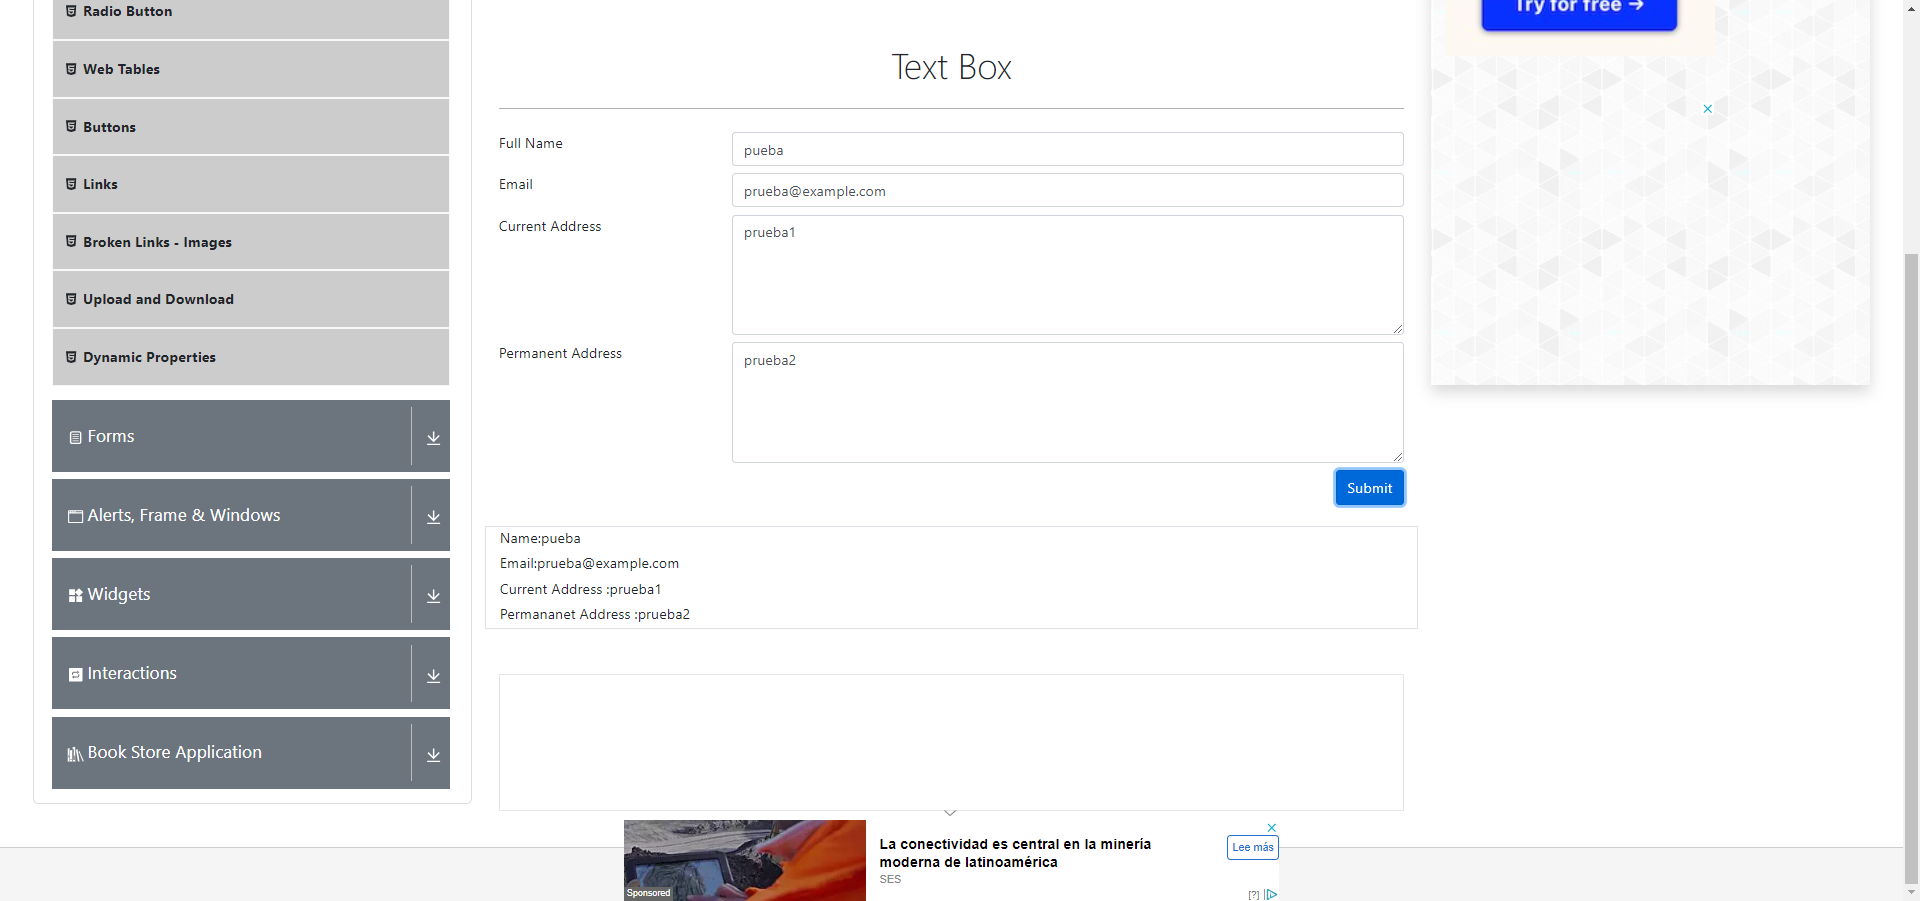 Radio Button
Web Tables
Buttons
Links
Broken Links - Images
Upload and Download
Dynamic Properties
Forms
Alerts, Frame & Windows
Widgets
Interactions
Book Store Application
Text Box
Full Name
pueba
Email
prueba@example.com
Current Address
prueba1
Permanent Address
prueba2
Submit
Name:pueba
Email:prueba@example.com
Current Address :prueba1
Permananet Address :prueba2
Try for free →
La conectividad es central en la minería
moderna de latinoamérica
SES
Lee más
Sponsored
[?]